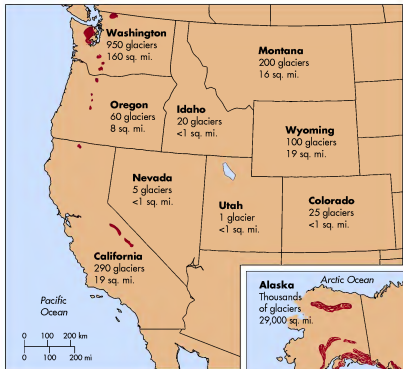 Washington
950 glaciers
160 sq. mi.
Montana
200 glaciers
16 sq. mi.
Oregon
60 glaciers
8 sq. mi.
Idaho
20 glaciers
<1 sq. mi.
Wyoming
100 glaciers
19 sq. mi.
Nevada
5 glaciers
<1 sq. mi.
Utah
1 glacier
<1 sq. mi.
Colorado
25 glaciers
<1 sq. mi.
California
290 glaciers
19 sq. mi.
Pacific
Ocean
0 100 200 km
0 100 200 mi
Alaska
Thousands
of glaciers
29,000 sq. mi.
Arctic Ocean